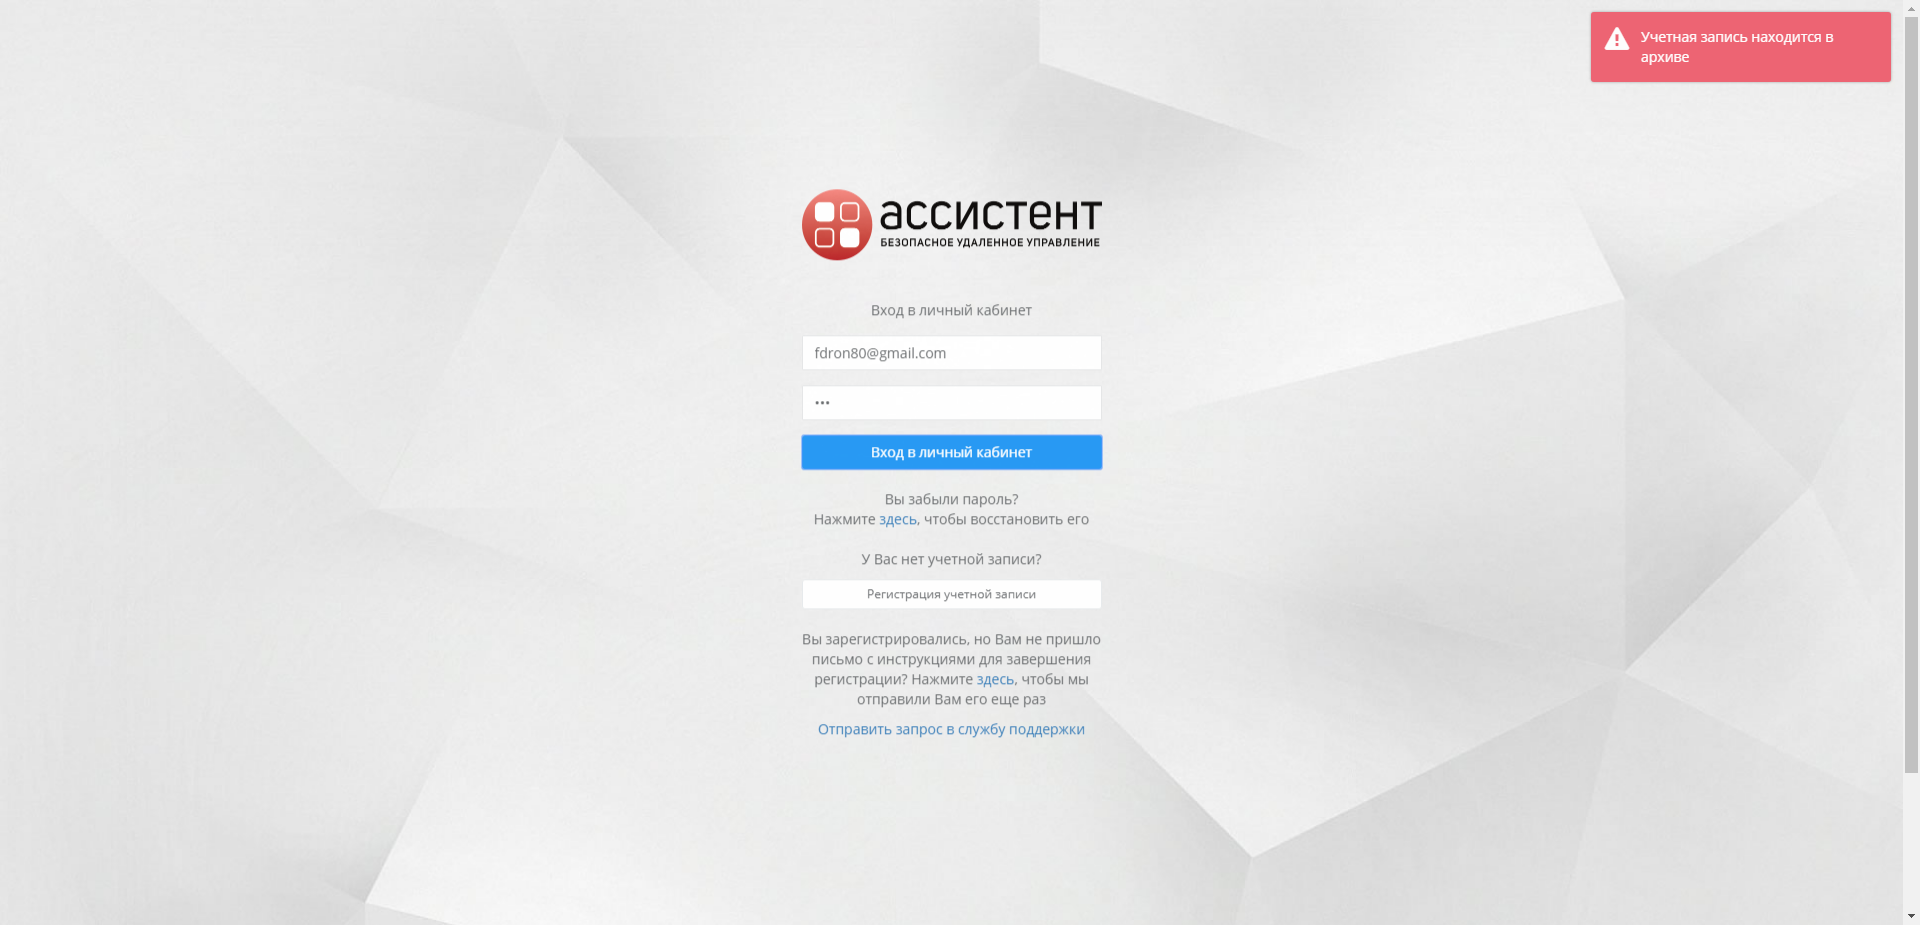 Учетная запись находится в
архиве
ассистент
БЕЗОПАСНОЕ УДАЛЕННОЕ УПРАВЛЕНИЕ
Вход в личный кабинет
fdron80@gmail.com
•••
Вход в личный кабинет
Вы забыли пароль?
Нажмите здесь, чтобы восстановить его
У Вас нет учетной записи?
Регистрация учетной записи
Вы зарегистрировались, но Вам не пришло
письмо с инструкциями для завершения
регистрации? Нажмите здесь, чтобы мы
отправили Вам его еще раз
Отправить запрос в службу поддержки